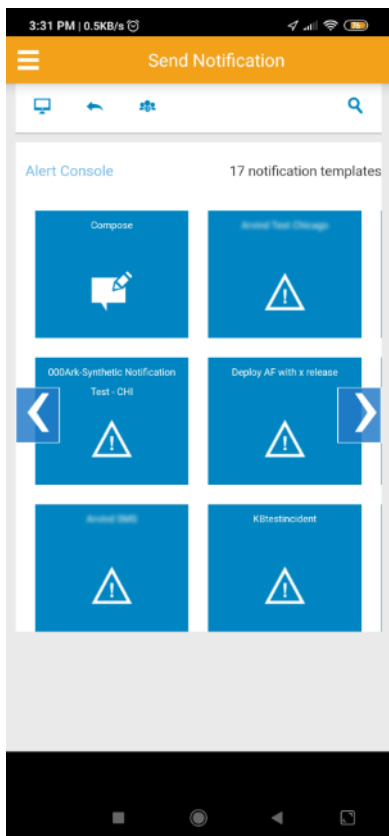 3:31 PM | 0.5KB/s
75
Send Notification
Alert Console
17 notification templates
Compose
000Ark-Synthetic Notification
Test - CHI
Deploy AF with x release
KBtestincident